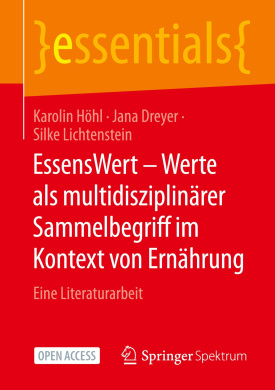 }essentials{
Karolin Höhl · Jana Dreyer ·
Silke Lichtenstein
EssensWert – Werte
als multidisziplinärer
Sammelbegriff im
Kontext von Ernährung
Eine Literaturarbeit
OPEN ACCESS
Springer Spektrum